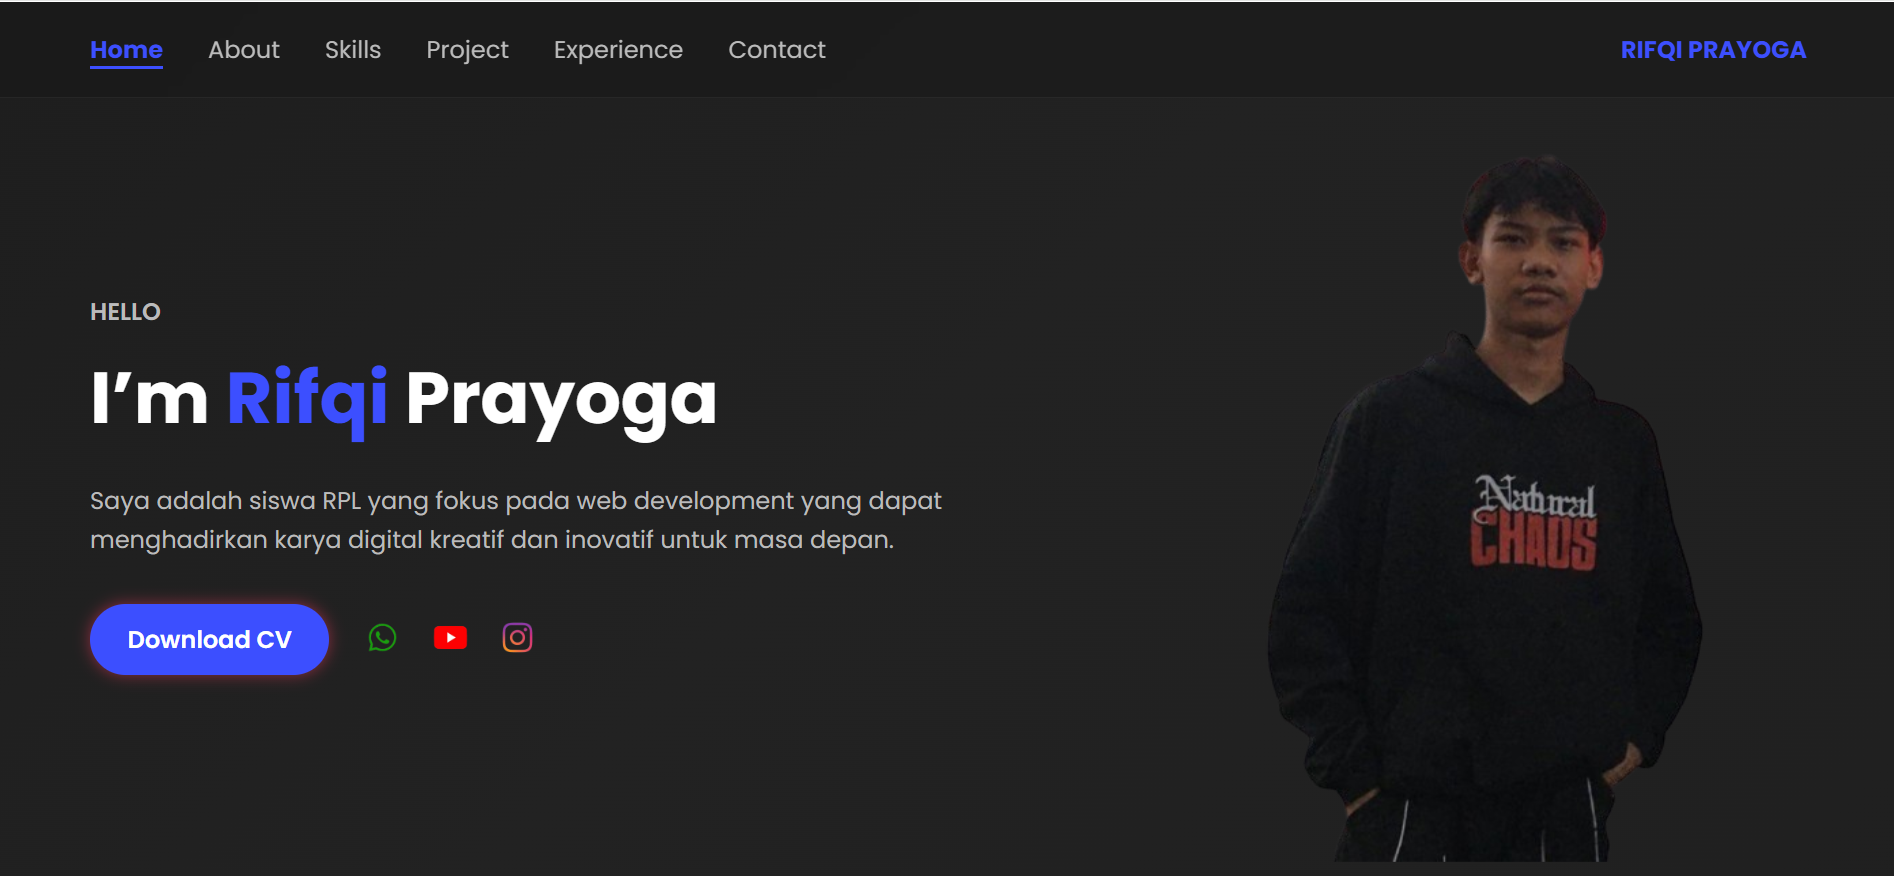 Home About Skills Project Experience Contact RIFQI PRAYOGA
HELLO
I’m Rifqi Prayoga
Saya adalah siswa RPL yang fokus pada web development yang dapat
menghadirkan karya digital kreatif dan inovatif untuk masa depan.
Download CV
Natural
CHAOS